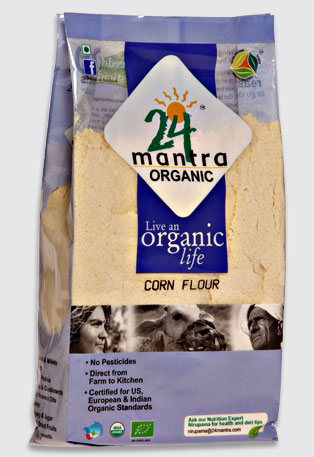 24
mantra
ORGANIC
Live an
organic
life
CORN FLOUR
• No Pesticides
• Direct from
Farm to Kitchen
• Certified for US,
European & Indian
Organic Standards
Ask our Nutrition Expert
Nirupama for health and diet tips
nirupama@24mantra.com